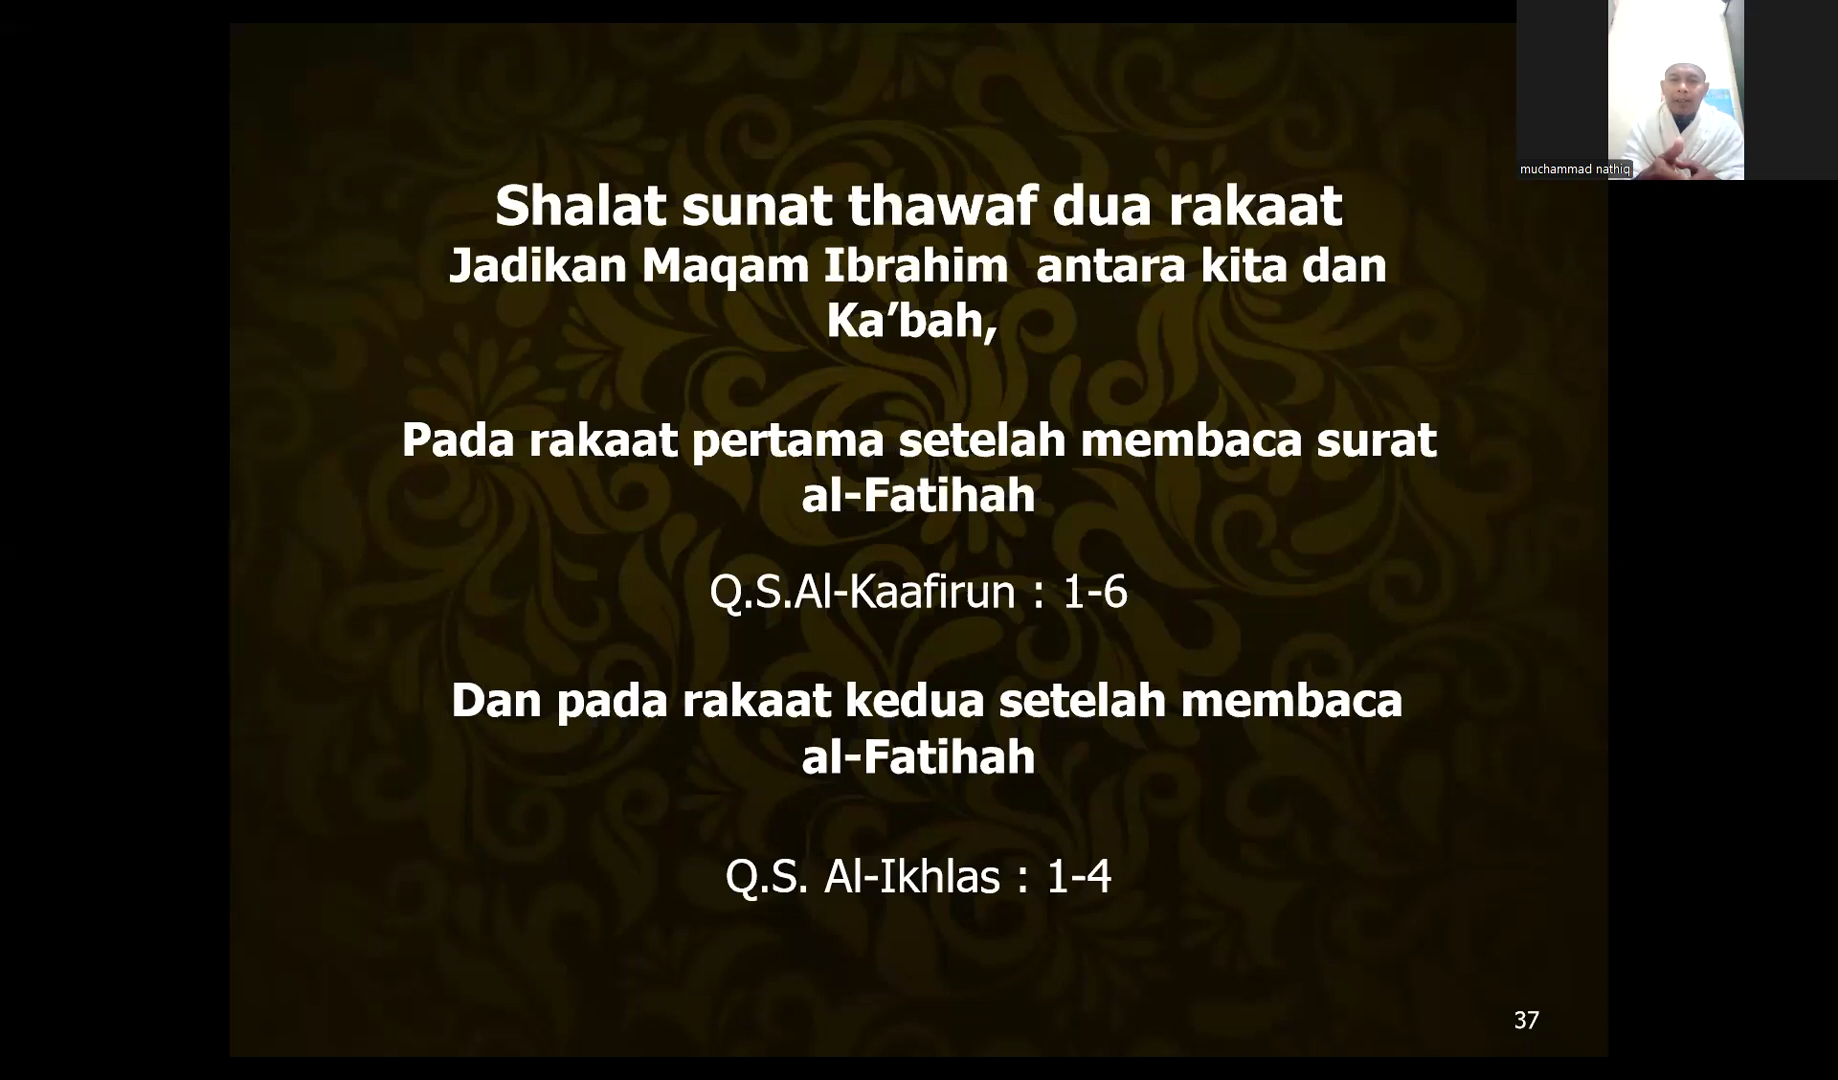 muchammad nathiq
Shalat sunat thawaf dua rakaat
Jadikan Maqam Ibrahim antara kita dan
Ka’bah,
Pada rakaat pertama setelah membaca surat
al-Fatihah
Q.S.Al-Kaafirun : 1-6
Dan pada rakaat kedua setelah membaca
al-Fatihah
Q.S. Al-Ikhlas : 1-4
37